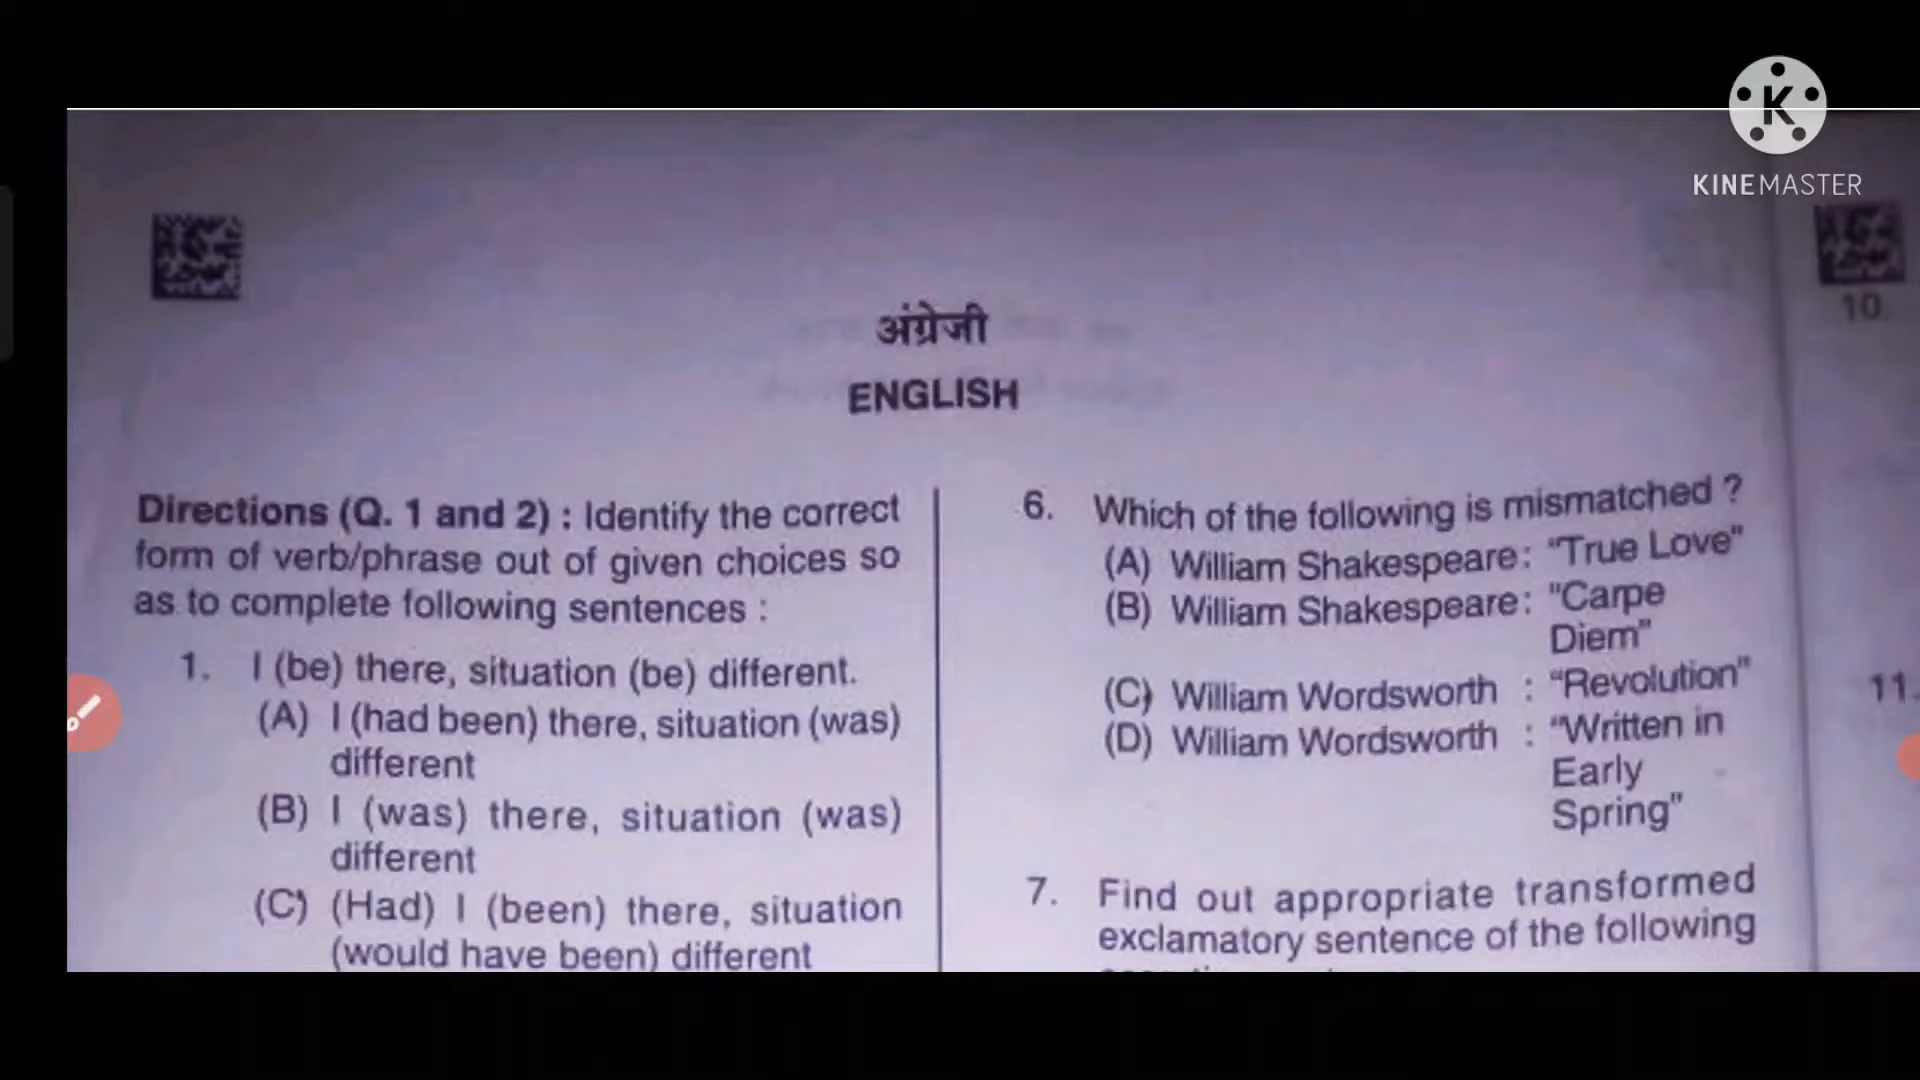 KINEMASTER
10
अंग्रेजी
ENGLISH
Directions (Q. 1 and 2) : Identify the correct
form of verb/phrase out of given choices so
as to complete following sentences :
1. I (be) there, situation (be) different.
(A) I (had been) there, situation (was)
different
(B) I (was) there, situation (was)
different
(C) (Had) I (been) there, situation
(would have been) different
6. Which of the following is mismatched ?
(A) William Shakespeare: "True Love"
(B) William Shakespeare: "Carpe
Diem"
(C) William Wordsworth : "Revolution"
(D) William Wordsworth : "Written in
Early
Spring"
7. Find out appropriate transformed
exclamatory sentence of the following
11.